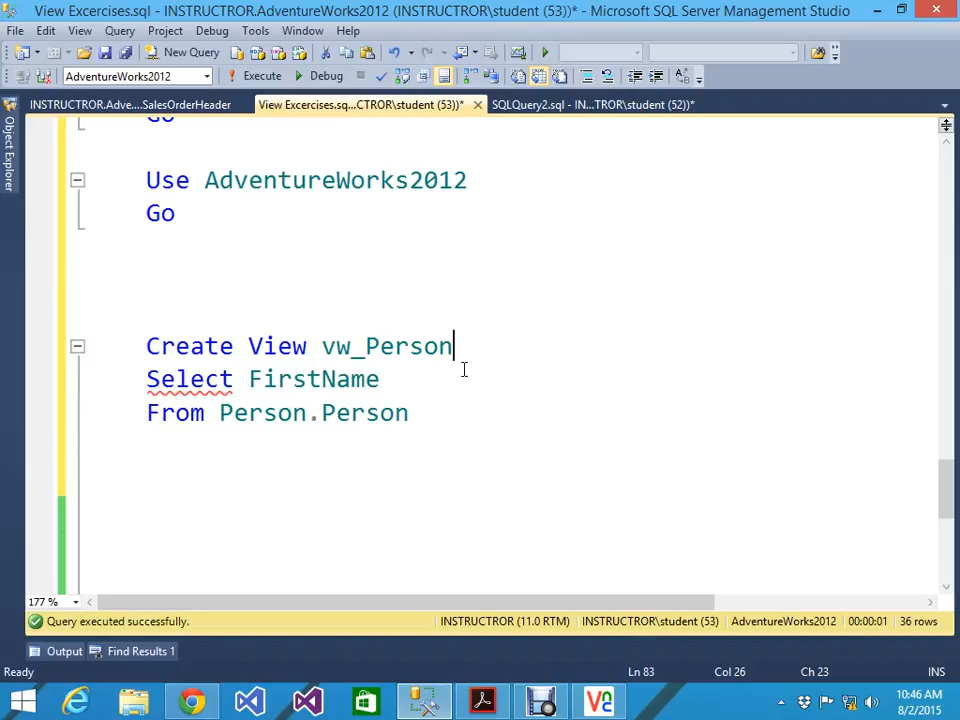 View Excercises.sql - INSTRUCTROR.AdventureWorks2012 (INSTRUCTROR\student (53))* - Microsoft SQL Server Management Studio
File Edit View Query Project Debug Tools Window Help
New Query
AdventureWorks2012 Execute Debug
INSTRUCTROR.Adve....SalesOrderHeader View Excercises.sq...CTROR\student (53))* SQLQuery2.sql - IN...TROR\student (52))*
Object Explorer
Go
Use AdventureWorks2012
Go
Create View vw_Person
Select FirstName
From Person.Person
177 %
Query executed successfully. INSTRUCTROR (11.0 RTM) INSTRUCTROR\student (53) AdventureWorks2012 00:00:01 36 rows
Output Find Results 1
Ready Ln 83 Col 26 Ch 23 INS
10:46 AM
8/2/2015